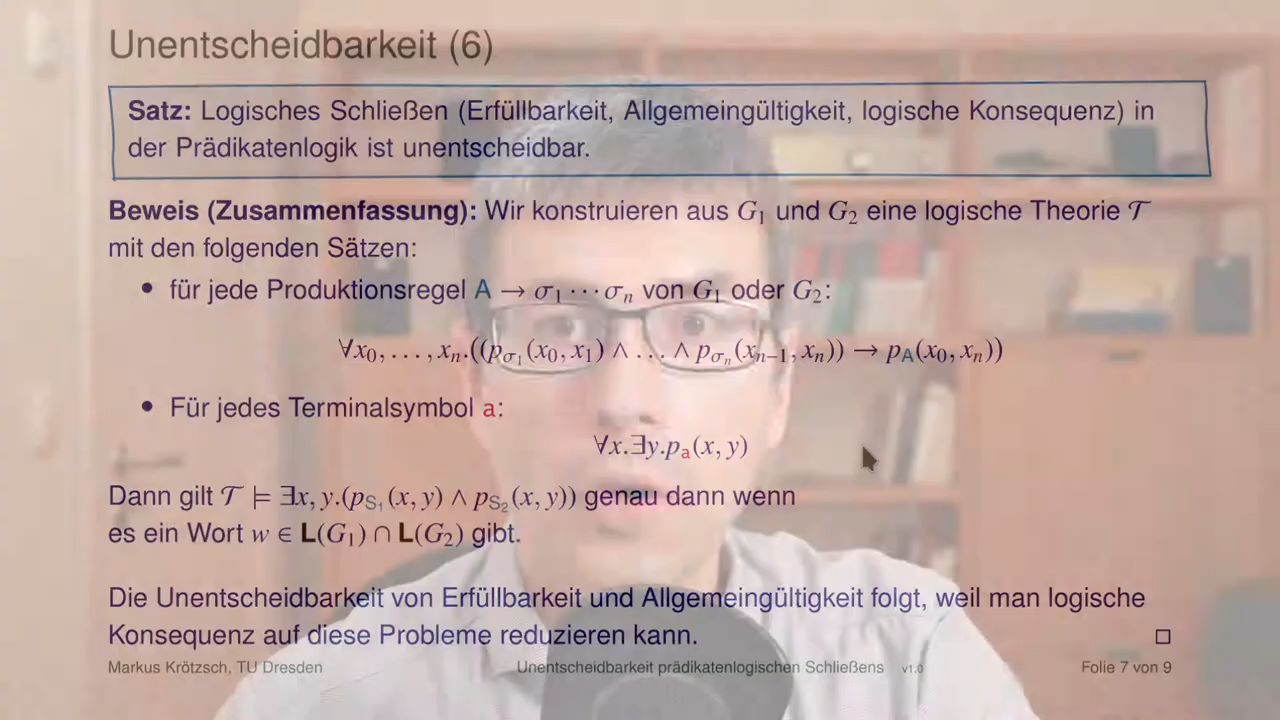 Unentscheidbarkeit (6)
Satz: Logisches Schließen (Erfüllbarkeit, Allgemeingültigkeit, logische Konsequenz) in
der Prädikatenlogik ist unentscheidbar.
Beweis (Zusammenfassung): Wir konstruieren aus G₁ und G₂ eine logische Theorie 𝒯
mit den folgenden Sätzen:
• für jede Produktionsregel A → σ₁ ⋯ σₙ von G₁ oder G₂:
∀x₀, . . . , xₙ.((p_σ₁(x₀, x₁) ∧ . . . ∧ p_σₙ(xₙ₋₁, xₙ)) → p_A(x₀, xₙ))
• Für jedes Terminalsymbol a:
∀x.∃y.p_a(x, y)
Dann gilt 𝒯 ⊨ ∃x, y.(p_S₁(x, y) ∧ p_S₂(x, y)) genau dann wenn
es ein Wort w ∈ L(G₁) ∩ L(G₂) gibt.
Die Unentscheidbarkeit von Erfüllbarkeit und Allgemeingültigkeit folgt, weil man logische
Konsequenz auf diese Probleme reduzieren kann. □
Markus Krötzsch, TU Dresden Unentscheidbarkeit prädikatenlogischen Schließens v1.0 Folie 7 von 9